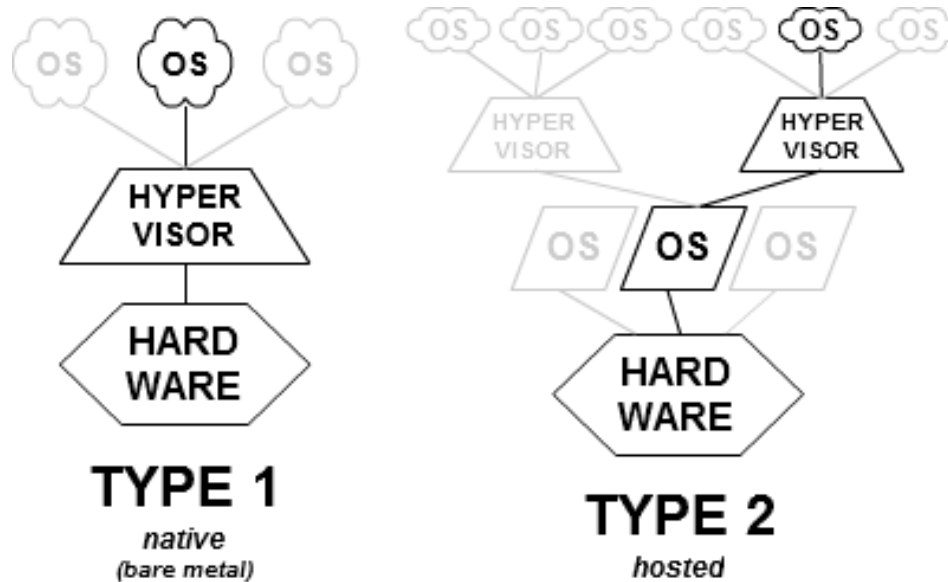 OS OS OS
HYPER
VISOR
HARD
WARE
TYPE 1
native
(bare metal)
OS OS OS OS OS OS
HYPER
VISOR
HYPER
VISOR
OS OS OS
HARD
WARE
TYPE 2
hosted